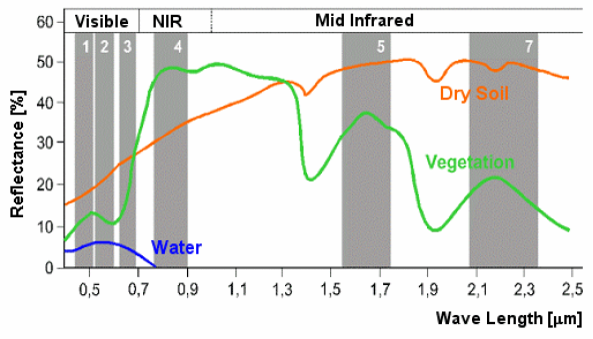 Visible NIR Mid Infrared
60
50
40
30
20
10
0
Reflectance [%]
1 2 3 4 5 7
Dry Soil
Vegetation
Water
0,5 0,7 0,9 1,1 1,3 1,5 1,7 1,9 2,1 2,3 2,5
Wave Length [µm]